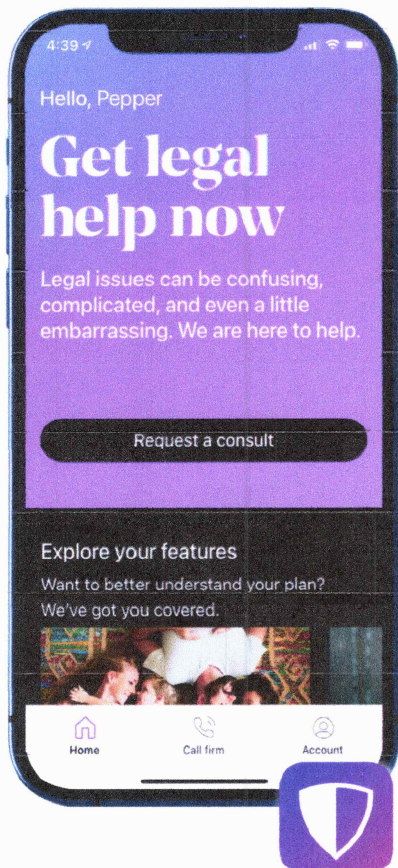 4:39
Hello, Pepper
Get legal
help now
Legal issues can be confusing,
complicated, and even a little
embarrassing. We are here to help.
Request a consult
Explore your features
Want to better understand your plan?
We've got you covered.
Home
Call firm
Account